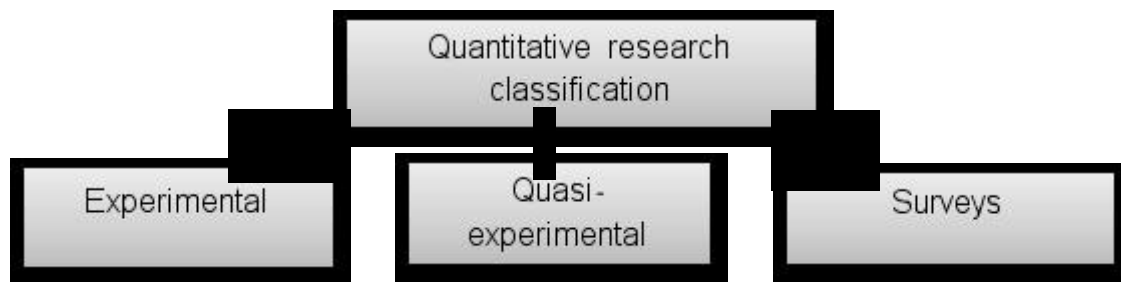 Quantitative research
classification
Experimental
Quasi-
experimental
Surveys